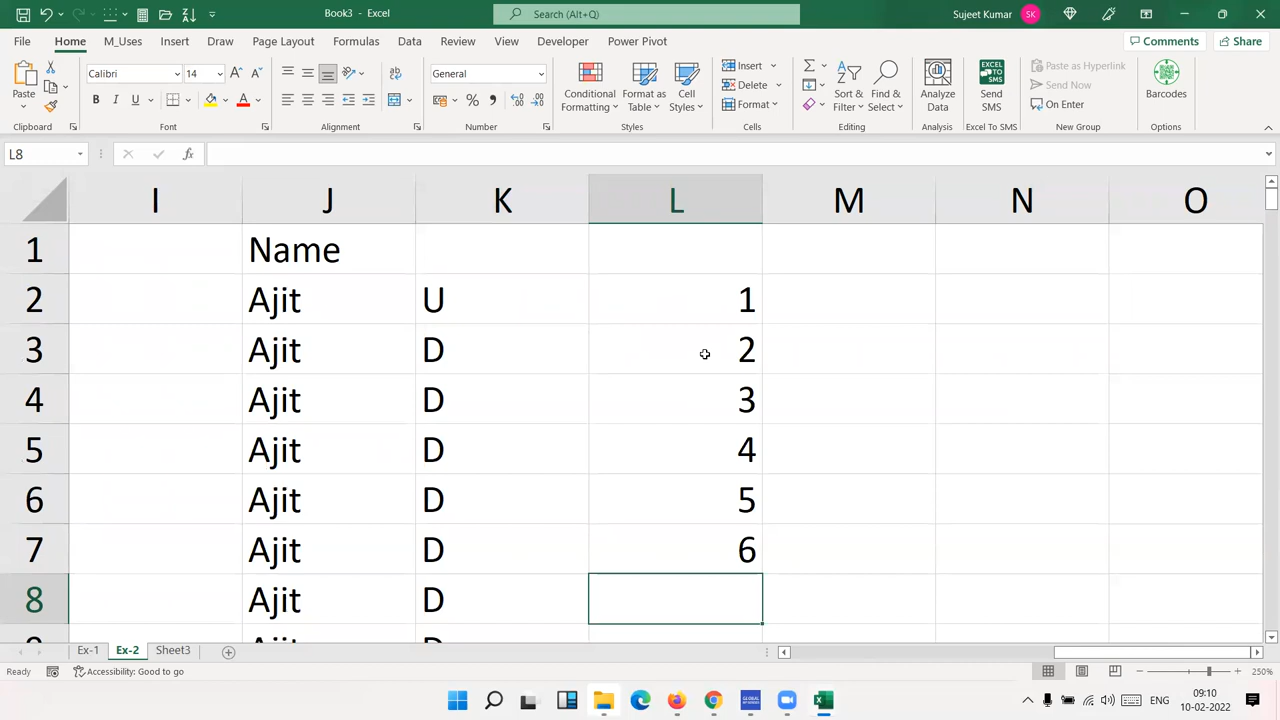 Book3 - Excel
Search (Alt+Q)
Sujeet Kumar
SK
File Home M_Uses Insert Draw Page Layout Formulas Data Review View Developer Power Pivot
Comments Share
Paste
Clipboard
Calibri 14
B I U
Font
Alignment
General
Number
Conditional Formatting
Format as Table
Cell Styles
Styles
Insert
Delete
Format
Cells
Sort & Filter
Find & Select
Editing
Analyze Data
Analysis
Send SMS
Excel To SMS
Paste as Hyperlink
Send Now
On Enter
New Group
Barcodes
Options
L8
fx
I J K L M N O
1 Name
2 Ajit U 1
3 Ajit D 2
4 Ajit D 3
5 Ajit D 4
6 Ajit D 5
7 Ajit D 6
8 Ajit D
Ex-1 Ex-2 Sheet3
Ready Accessibility: Good to go 250%
ENG 09:10
10-02-2022